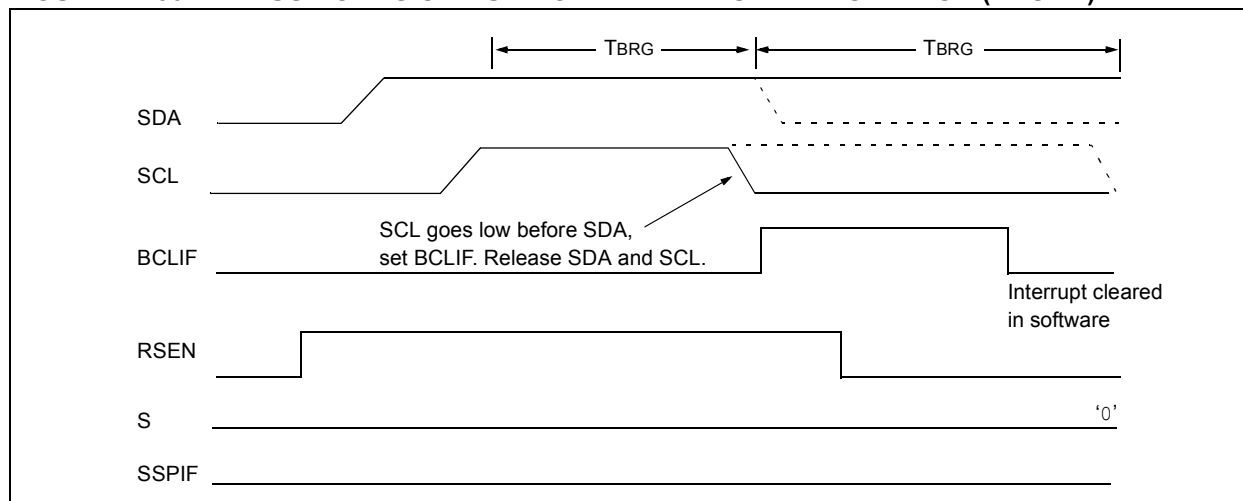 TBRG TBRG
SDA
SCL
SCL goes low before SDA,
set BCLIF. Release SDA and SCL.
BCLIF
Interrupt cleared
in software
RSEN
S
‘0’
SSPIF